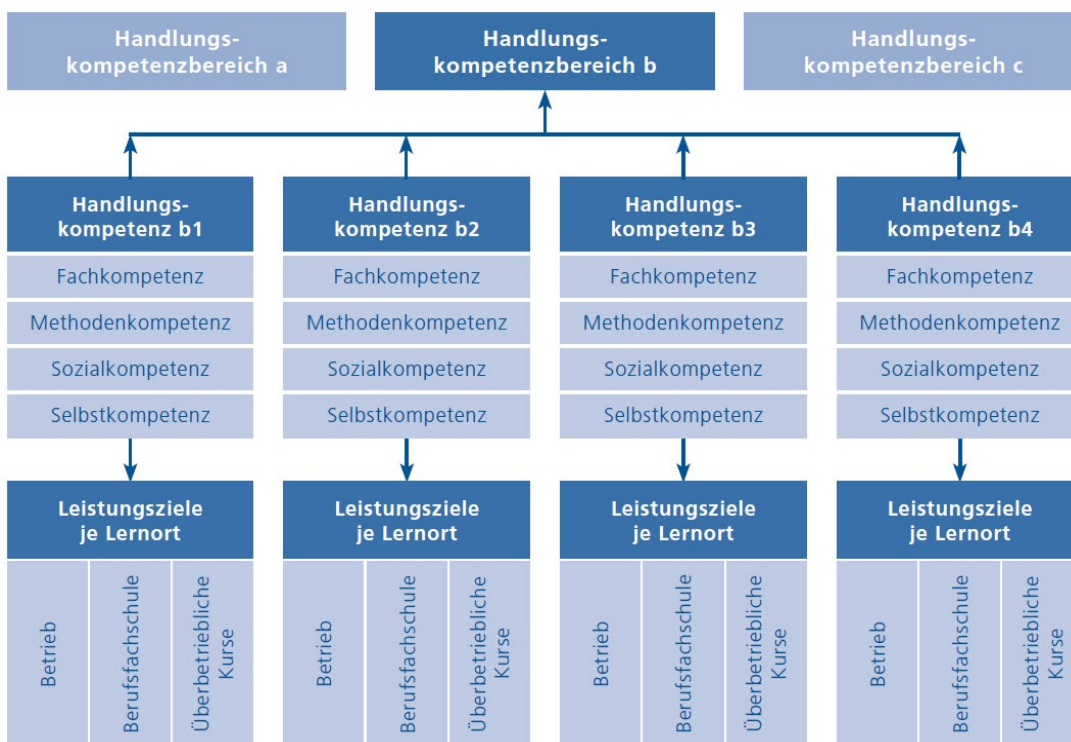 Handlungs-
kompetenzbereich a
Handlungs-
kompetenzbereich b
Handlungs-
kompetenzbereich c
Handlungs-
kompetenz b1
Fachkompetenz
Methodenkompetenz
Sozialkompetenz
Selbstkompetenz
Leistungsziele
je Lernort
Betrieb
Berufsfachschule
Überbetriebliche
Kurse
Handlungs-
kompetenz b2
Fachkompetenz
Methodenkompetenz
Sozialkompetenz
Selbstkompetenz
Leistungsziele
je Lernort
Betrieb
Berufsfachschule
Überbetriebliche
Kurse
Handlungs-
kompetenz b3
Fachkompetenz
Methodenkompetenz
Sozialkompetenz
Selbstkompetenz
Leistungsziele
je Lernort
Betrieb
Berufsfachschule
Überbetriebliche
Kurse
Handlungs-
kompetenz b4
Fachkompetenz
Methodenkompetenz
Sozialkompetenz
Selbstkompetenz
Leistungsziele
je Lernort
Betrieb
Berufsfachschule
Überbetriebliche
Kurse